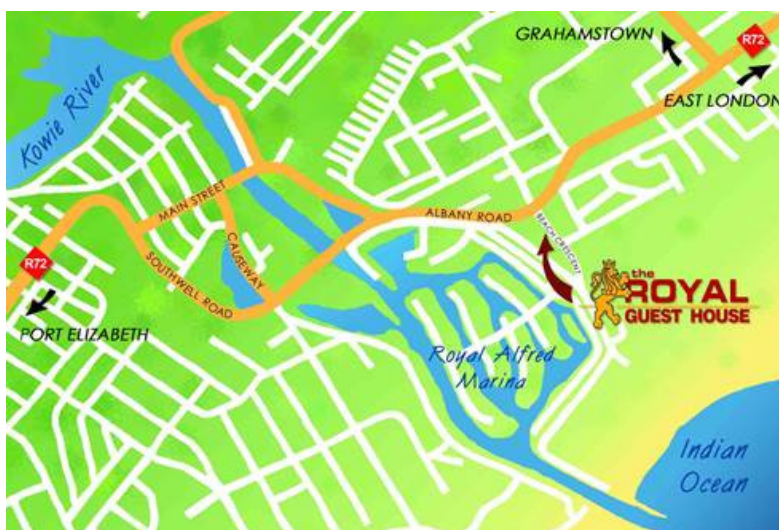 GRAHAMSTOWN
R72
EAST LONDON
Kowie River
MAIN STREET
ALBANY ROAD
BEACH CRESCENT
CAUSEWAY
SOUTHWELL ROAD
R72
PORT ELIZABETH
the
ROYAL
GUEST HOUSE
Royal Alfred
Marina
Indian
Ocean